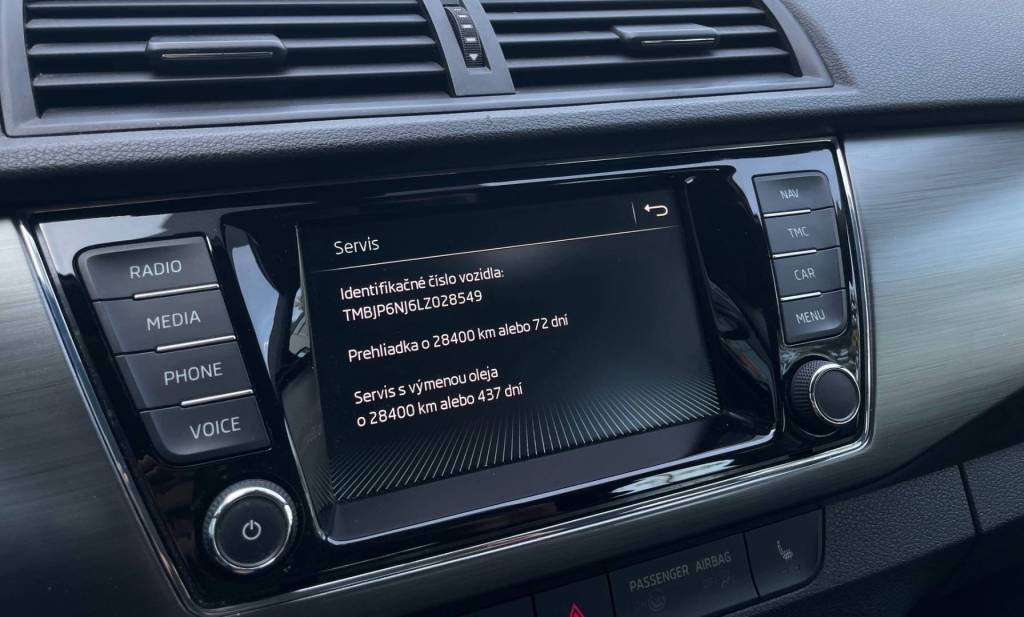 Servis
Identifikačné číslo vozidla:
TMBJP6NJ6LZ028549
Prehliadka o 28400 km alebo 72 dní
Servis s výmenou oleja
o 28400 km alebo 437 dní
RADIO
MEDIA
PHONE
VOICE
NAV
TMC
CAR
MENU
PASSENGER AIRBAG